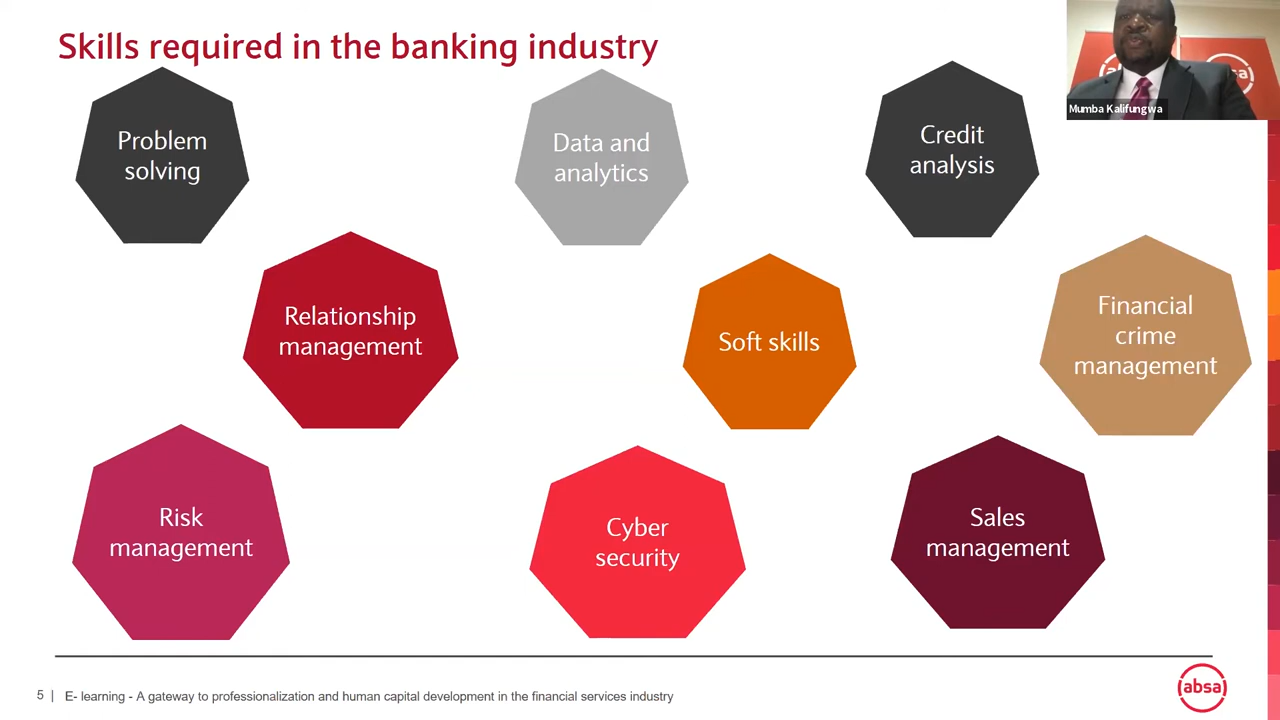 Skills required in the banking industry
absa
absa
Mumba Kalifungwa
Problem
solving
Data and
analytics
Credit
analysis
Relationship
management
Soft skills
Financial
crime
management
Risk
management
Cyber
security
Sales
management
5 | E- learning - A gateway to professionalization and human capital development in the financial services industry
absa